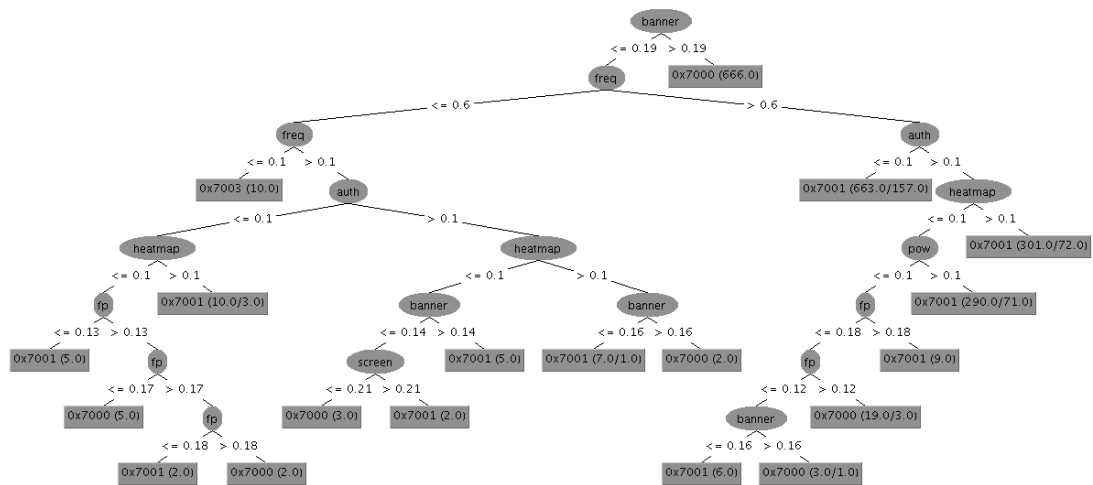 banner
<= 0.19 > 0.19
freq 0x7000 (666.0)
<= 0.6 > 0.6
freq auth
<= 0.1 > 0.1 <= 0.1 > 0.1
0x7003 (10.0) auth 0x7001 (663.0/157.0) heatmap
<= 0.1 > 0.1 <= 0.1 > 0.1
heatmap heatmap pow 0x7001 (301.0/72.0)
<= 0.1 > 0.1 <= 0.1 > 0.1 <= 0.1 > 0.1
fp 0x7001 (10.0/3.0) banner banner fp 0x7001 (290.0/71.0)
<= 0.13 > 0.13 <= 0.14 > 0.14 <= 0.16 > 0.16 <= 0.18 > 0.18
0x7001 (5.0) fp screen 0x7001 (5.0) 0x7001 (7.0/1.0) 0x7000 (2.0) fp 0x7001 (9.0)
<= 0.17 > 0.17 <= 0.21 > 0.21 <= 0.12 > 0.12
0x7000 (5.0) fp 0x7000 (3.0) 0x7001 (2.0) banner 0x7000 (19.0/3.0)
<= 0.18 > 0.18 <= 0.16 > 0.16
0x7001 (2.0) 0x7000 (2.0) 0x7001 (6.0) 0x7000 (3.0/1.0)